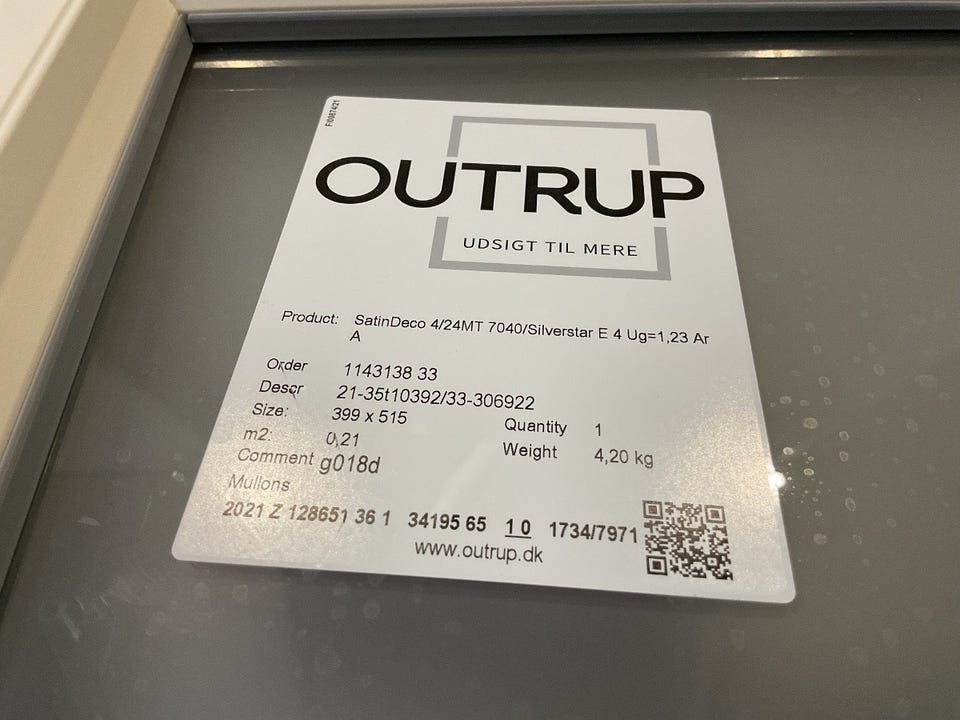 F/0874/21
OUTRUP
UDSIGT TIL MERE
Product: SatinDeco 4/24MT 7040/Silverstar E 4 Ug=1,23 Ar
A
Order 1143138 33
Descr 21-35t10392/33-306922
Size: 399 x 515 Quantity 1
m2: 0,21 Weight 4,20 kg
Comment g018d
Mullons
2021 Z 128651 36 1 34195 65 1 0 1734/7971
www.outrup.dk